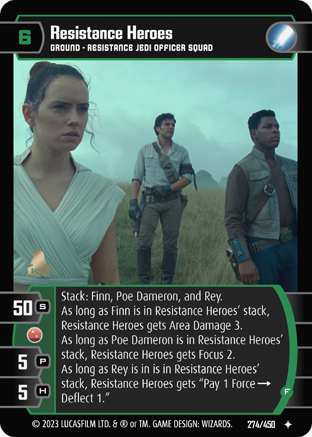 6
Resistance Heroes
GROUND - RESISTANCE JEDI OFFICER SQUAD
50 S
5 P
5 H
Stack: Finn, Poe Dameron, and Rey.
As long as Finn is in Resistance Heroes' stack,
Resistance Heroes gets Area Damage 3.
As long as Poe Dameron is in Resistance Heroes'
stack, Resistance Heroes gets Focus 2.
As long as Rey is in is in Resistance Heroes'
stack, Resistance Heroes gets "Pay 1 Force →
Deflect 1."
F
© 2023 LUCASFILM LTD. & ® or TM. GAME DESIGN: WIZARDS.
274/450